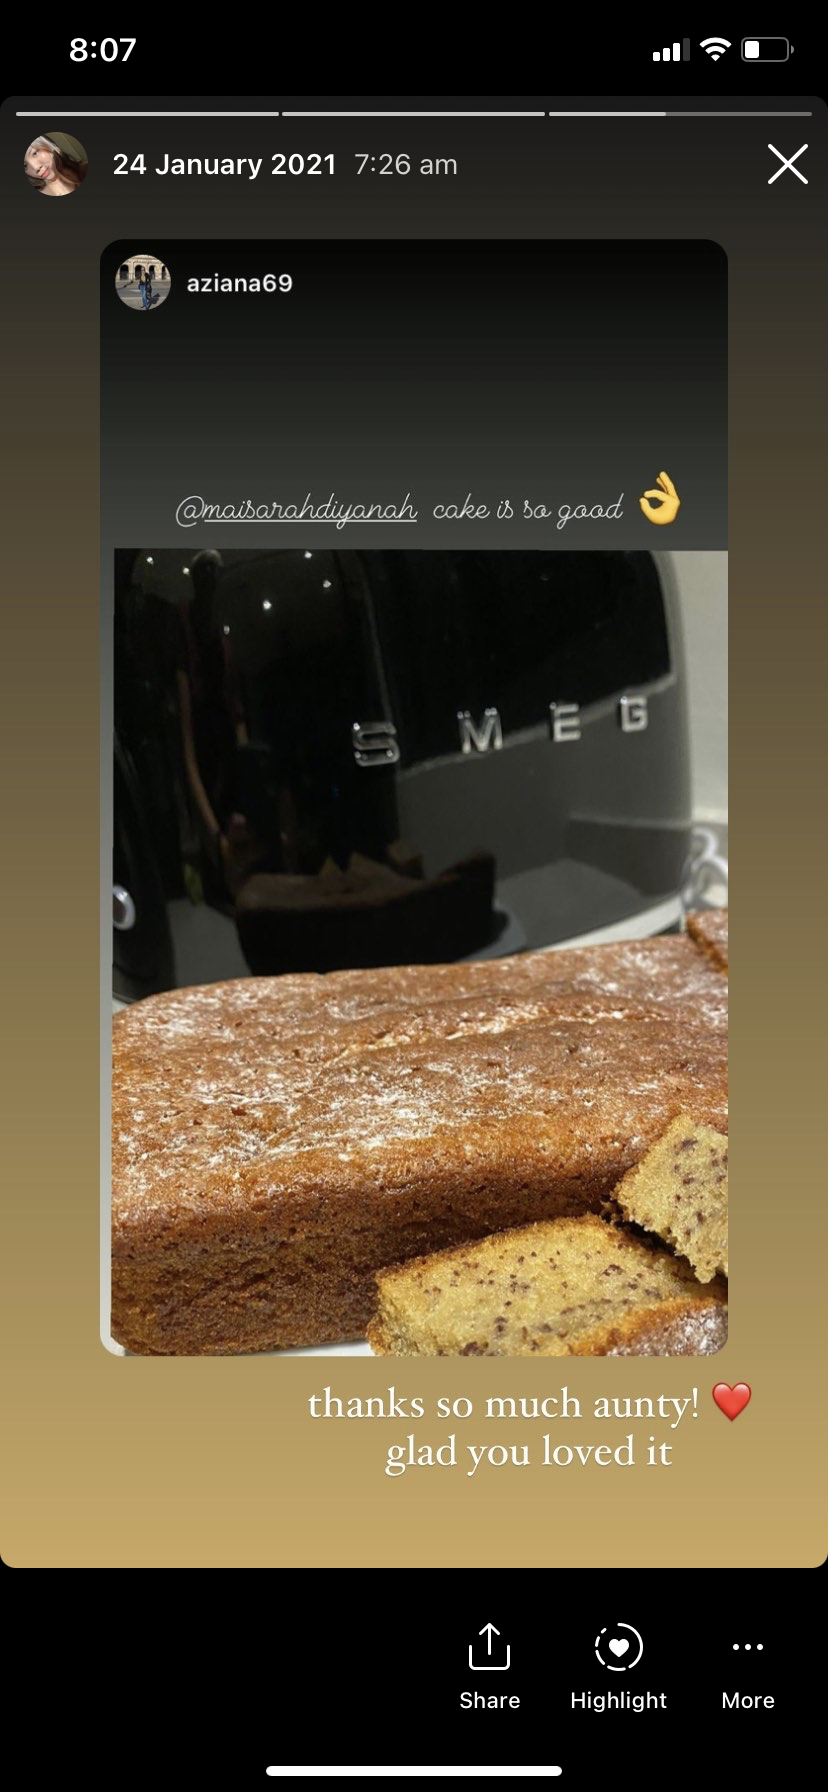 8:07
24 January 2021 7:26 am
aziana69
@maisarahdiyanah cake is so good 👌
SMEG
thanks so much aunty! ❤️
glad you loved it
Share Highlight More